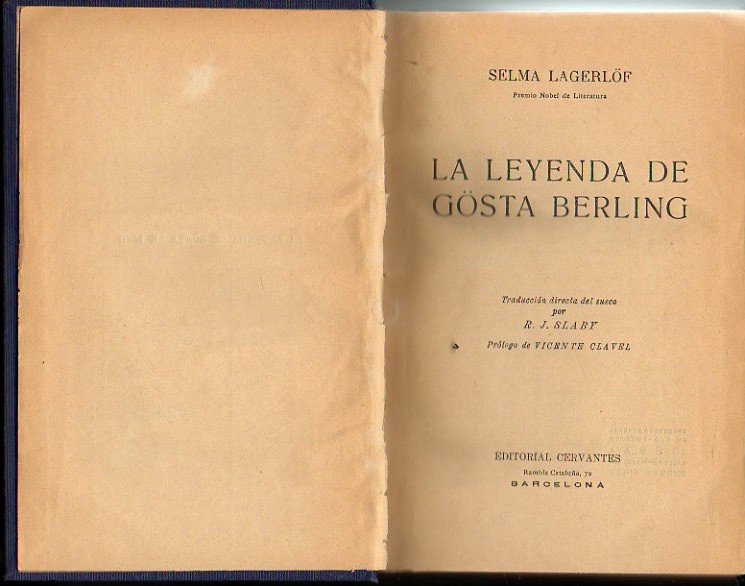 SELMA LAGERLÖF
Premio Nobel de Literatura
LA LEYENDA DE
GÖSTA BERLING
Traducción directa del sueco
por
R. J. SLABY
Prólogo de VICENTE CLAVEL
EDITORIAL CERVANTES
Rambla Cataluña, 72
BARCELONA